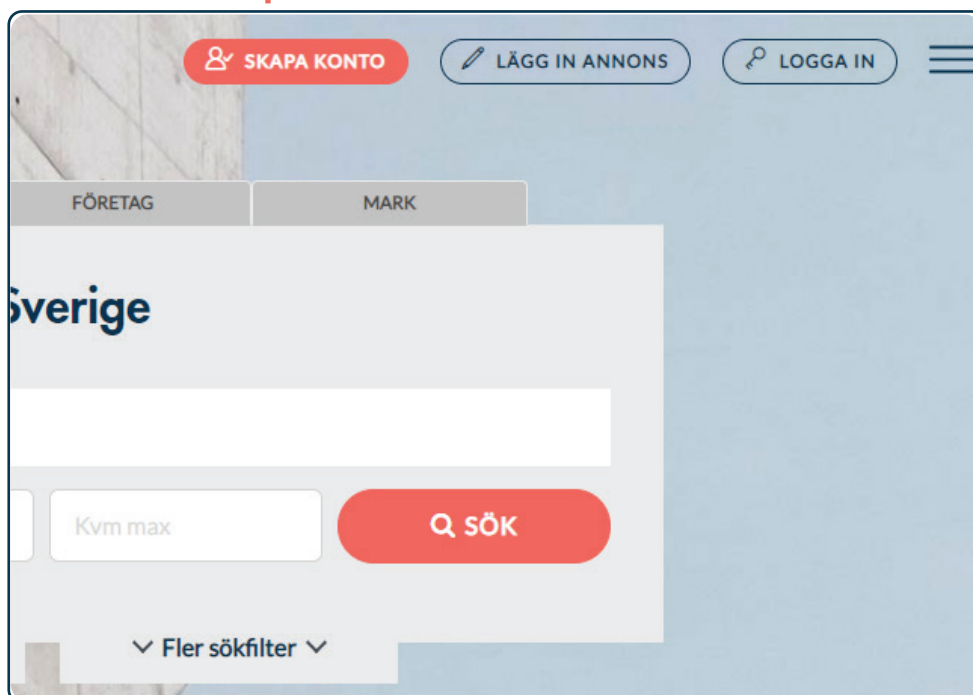 SKAPA KONTO
LÄGG IN ANNONS
LOGGA IN
FÖRETAG
MARK
Sverige
Kvm max
SÖK
Fler sökfilter